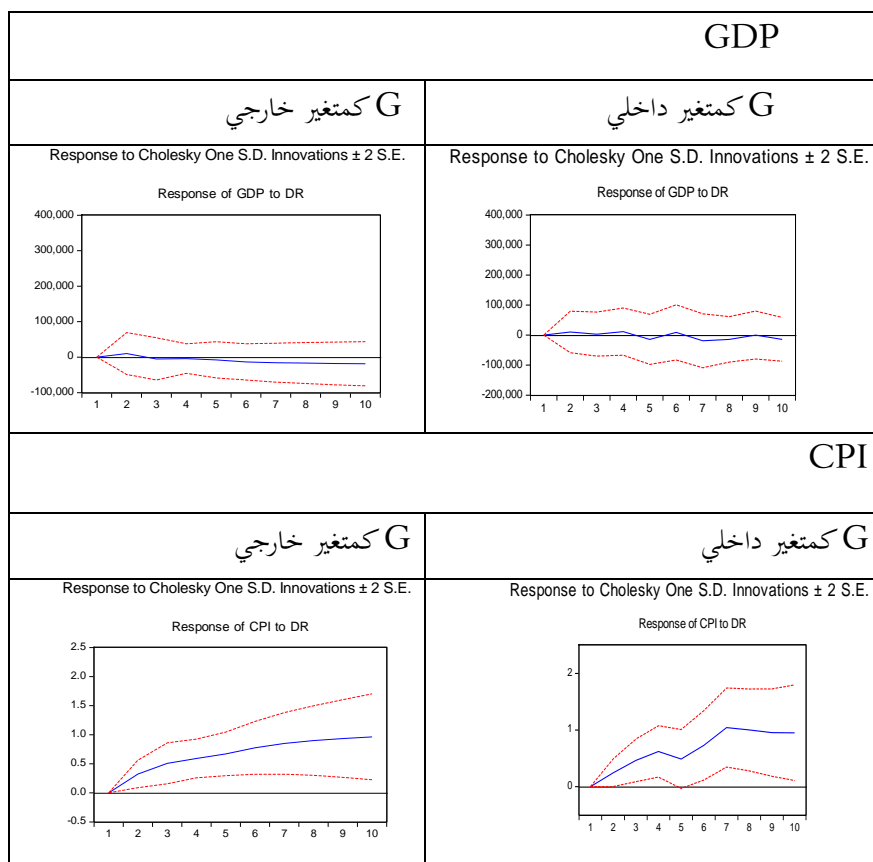 GDP
G كمتغير داخلي
G كمتغير خارجي
Response to Cholesky One S.D. Innovations ± 2 S.E.
Response of GDP to DR
400,000
300,000
200,000
100,000
0
-100,000
-200,000
1 2 3 4 5 6 7 8 9 10
Response to Cholesky One S.D. Innovations ± 2 S.E.
Response of GDP to DR
400,000
300,000
200,000
100,000
0
-100,000
1 2 3 4 5 6 7 8 9 10
CPI
G كمتغير داخلي
G كمتغير خارجي
Response to Cholesky One S.D. Innovations ± 2 S.E.
Response of CPI to DR
2
1
0
1 2 3 4 5 6 7 8 9 10
Response to Cholesky One S.D. Innovations ± 2 S.E.
Response of CPI to DR
2.5
2.0
1.5
1.0
0.5
0.0
-0.5
1 2 3 4 5 6 7 8 9 10